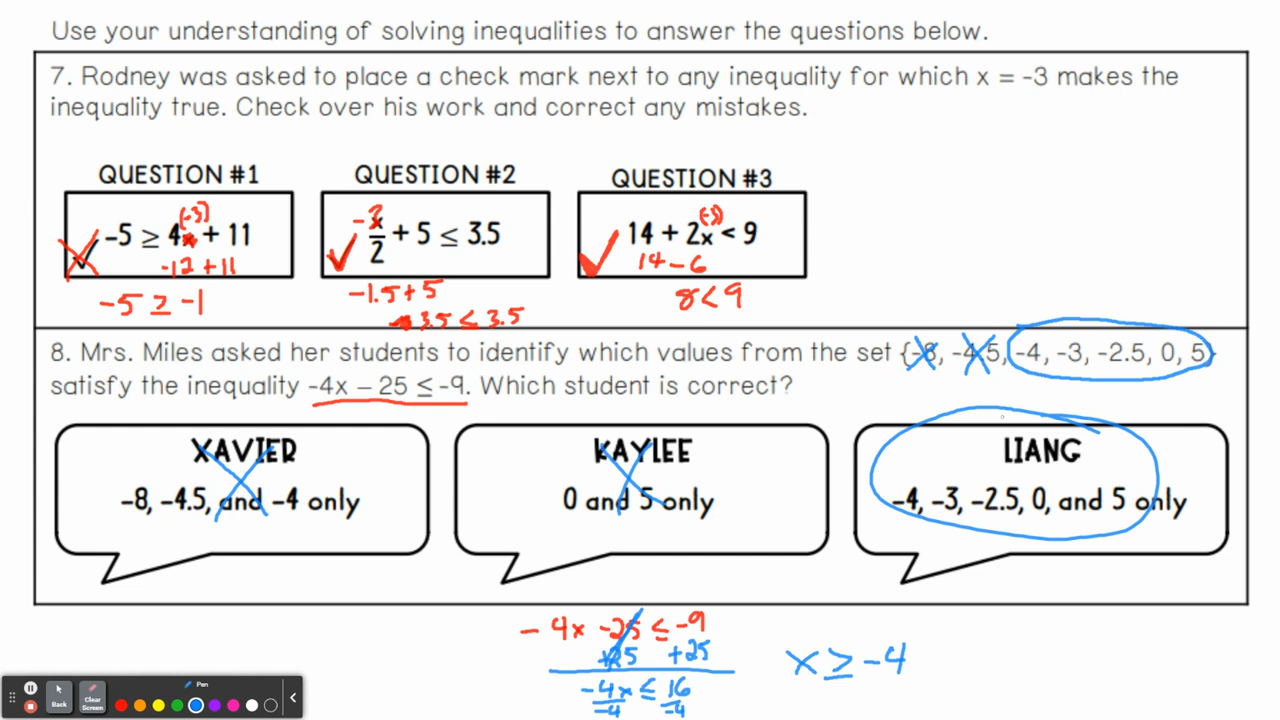 Use your understanding of solving inequalities to answer the questions below.
7. Rodney was asked to place a check mark next to any inequality for which x = -3 makes the
inequality true. Check over his work and correct any mistakes.
QUESTION #1 QUESTION #2 QUESTION #3
(-3) -3 (-3)
-5 ≥ 4x + 11 x/2 + 5 ≤ 3.5 14 + 2x < 9
-12 + 11 14 - 6
-5 ≥ -1 -1.5 + 5 8 < 9
3.5 ≤ 3.5
8. Mrs. Miles asked her students to identify which values from the set {-8, -4.5, -4, -3, -2.5, 0, 5}
satisfy the inequality -4x - 25 ≤ -9. Which student is correct?
XAVIER KAYLEE LIANG
-8, -4.5, and -4 only 0 and 5 only -4, -3, -2.5, 0, and 5 only
-4x -25 ≤ -9
+25 +25 x ≥ -4
-4x ≤ 16
-4 -4
Back Clear Screen Pen